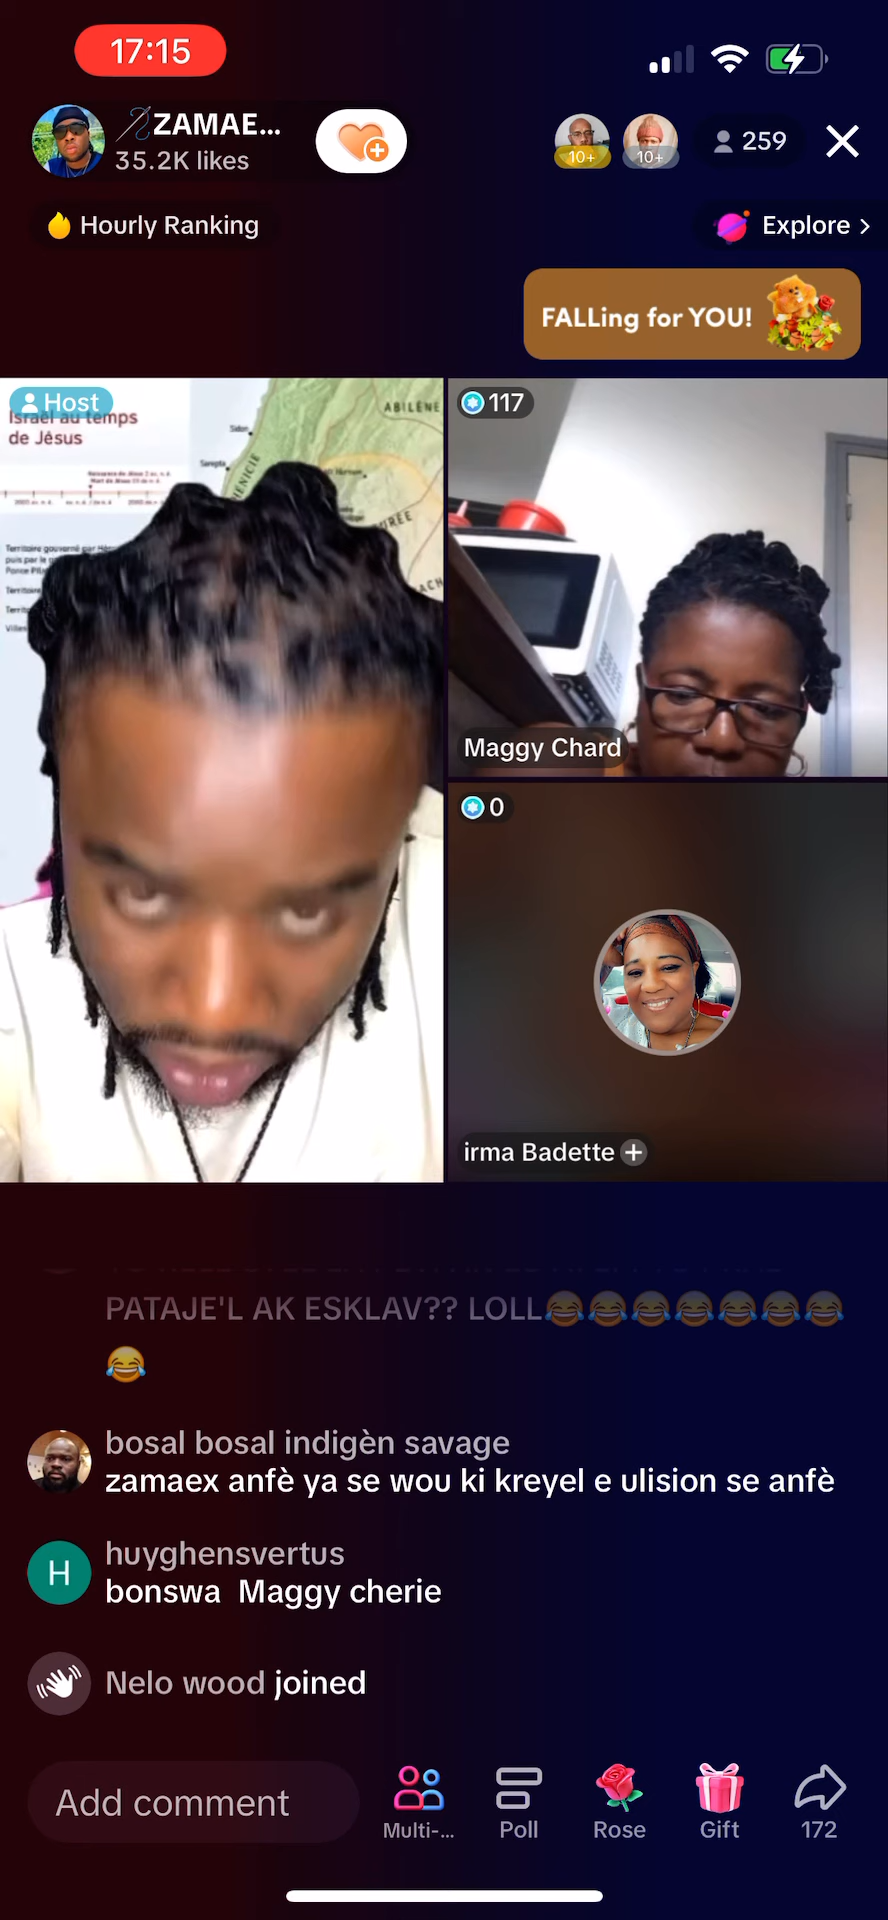 17:15
ZAMAE...
35.2K likes
10+
10+
259
Hourly Ranking
Explore >
FALLing for YOU!
Host
Israël au temps
de Jésus
ABILENE
Sidon
Sarepta
117
Maggy Chard
0
irma Badette
PATAJE'L AK ESKLAV?? LOLL😂😂😂😂😂😂😂
😂
bosal bosal indigèn savage
zamaex anfè ya se wou ki kreyel e ulision se anfè
H
huyghensvertus
bonswa Maggy cherie
Nelo wood joined
Add comment
Multi-...
Poll
Rose
Gift
172